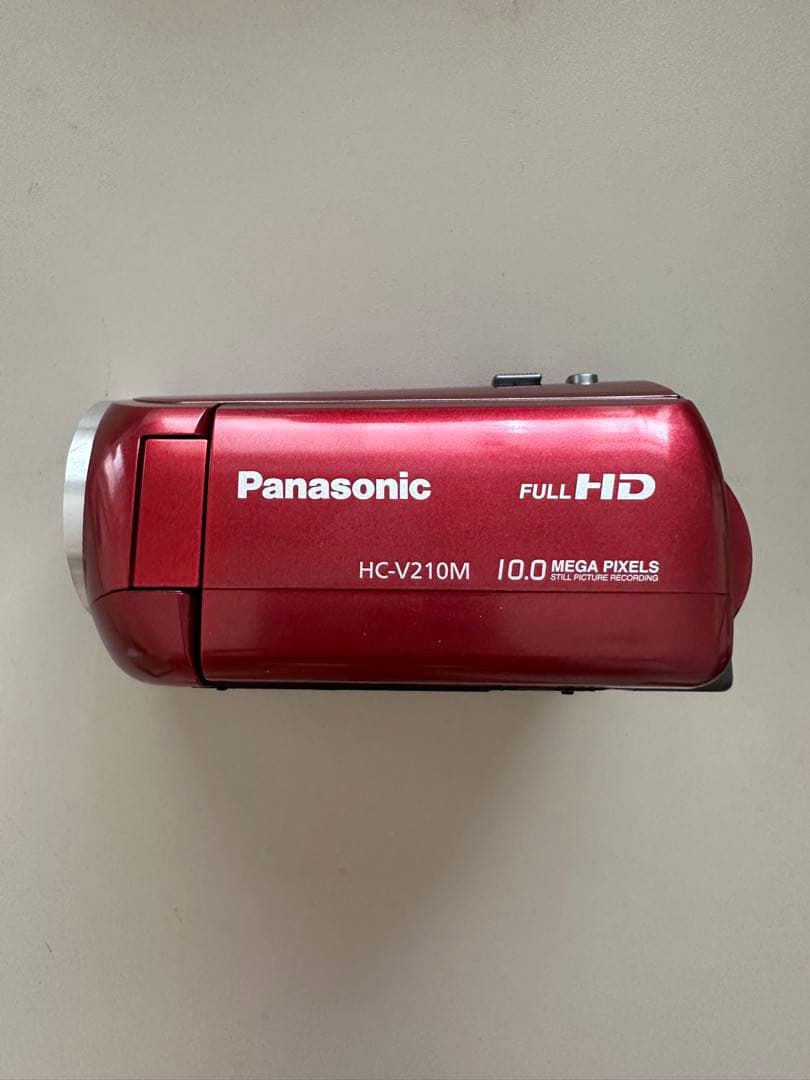 Panasonic FULL HD
HC-V210M 10.0 MEGA PIXELS
STILL PICTURE RECORDING